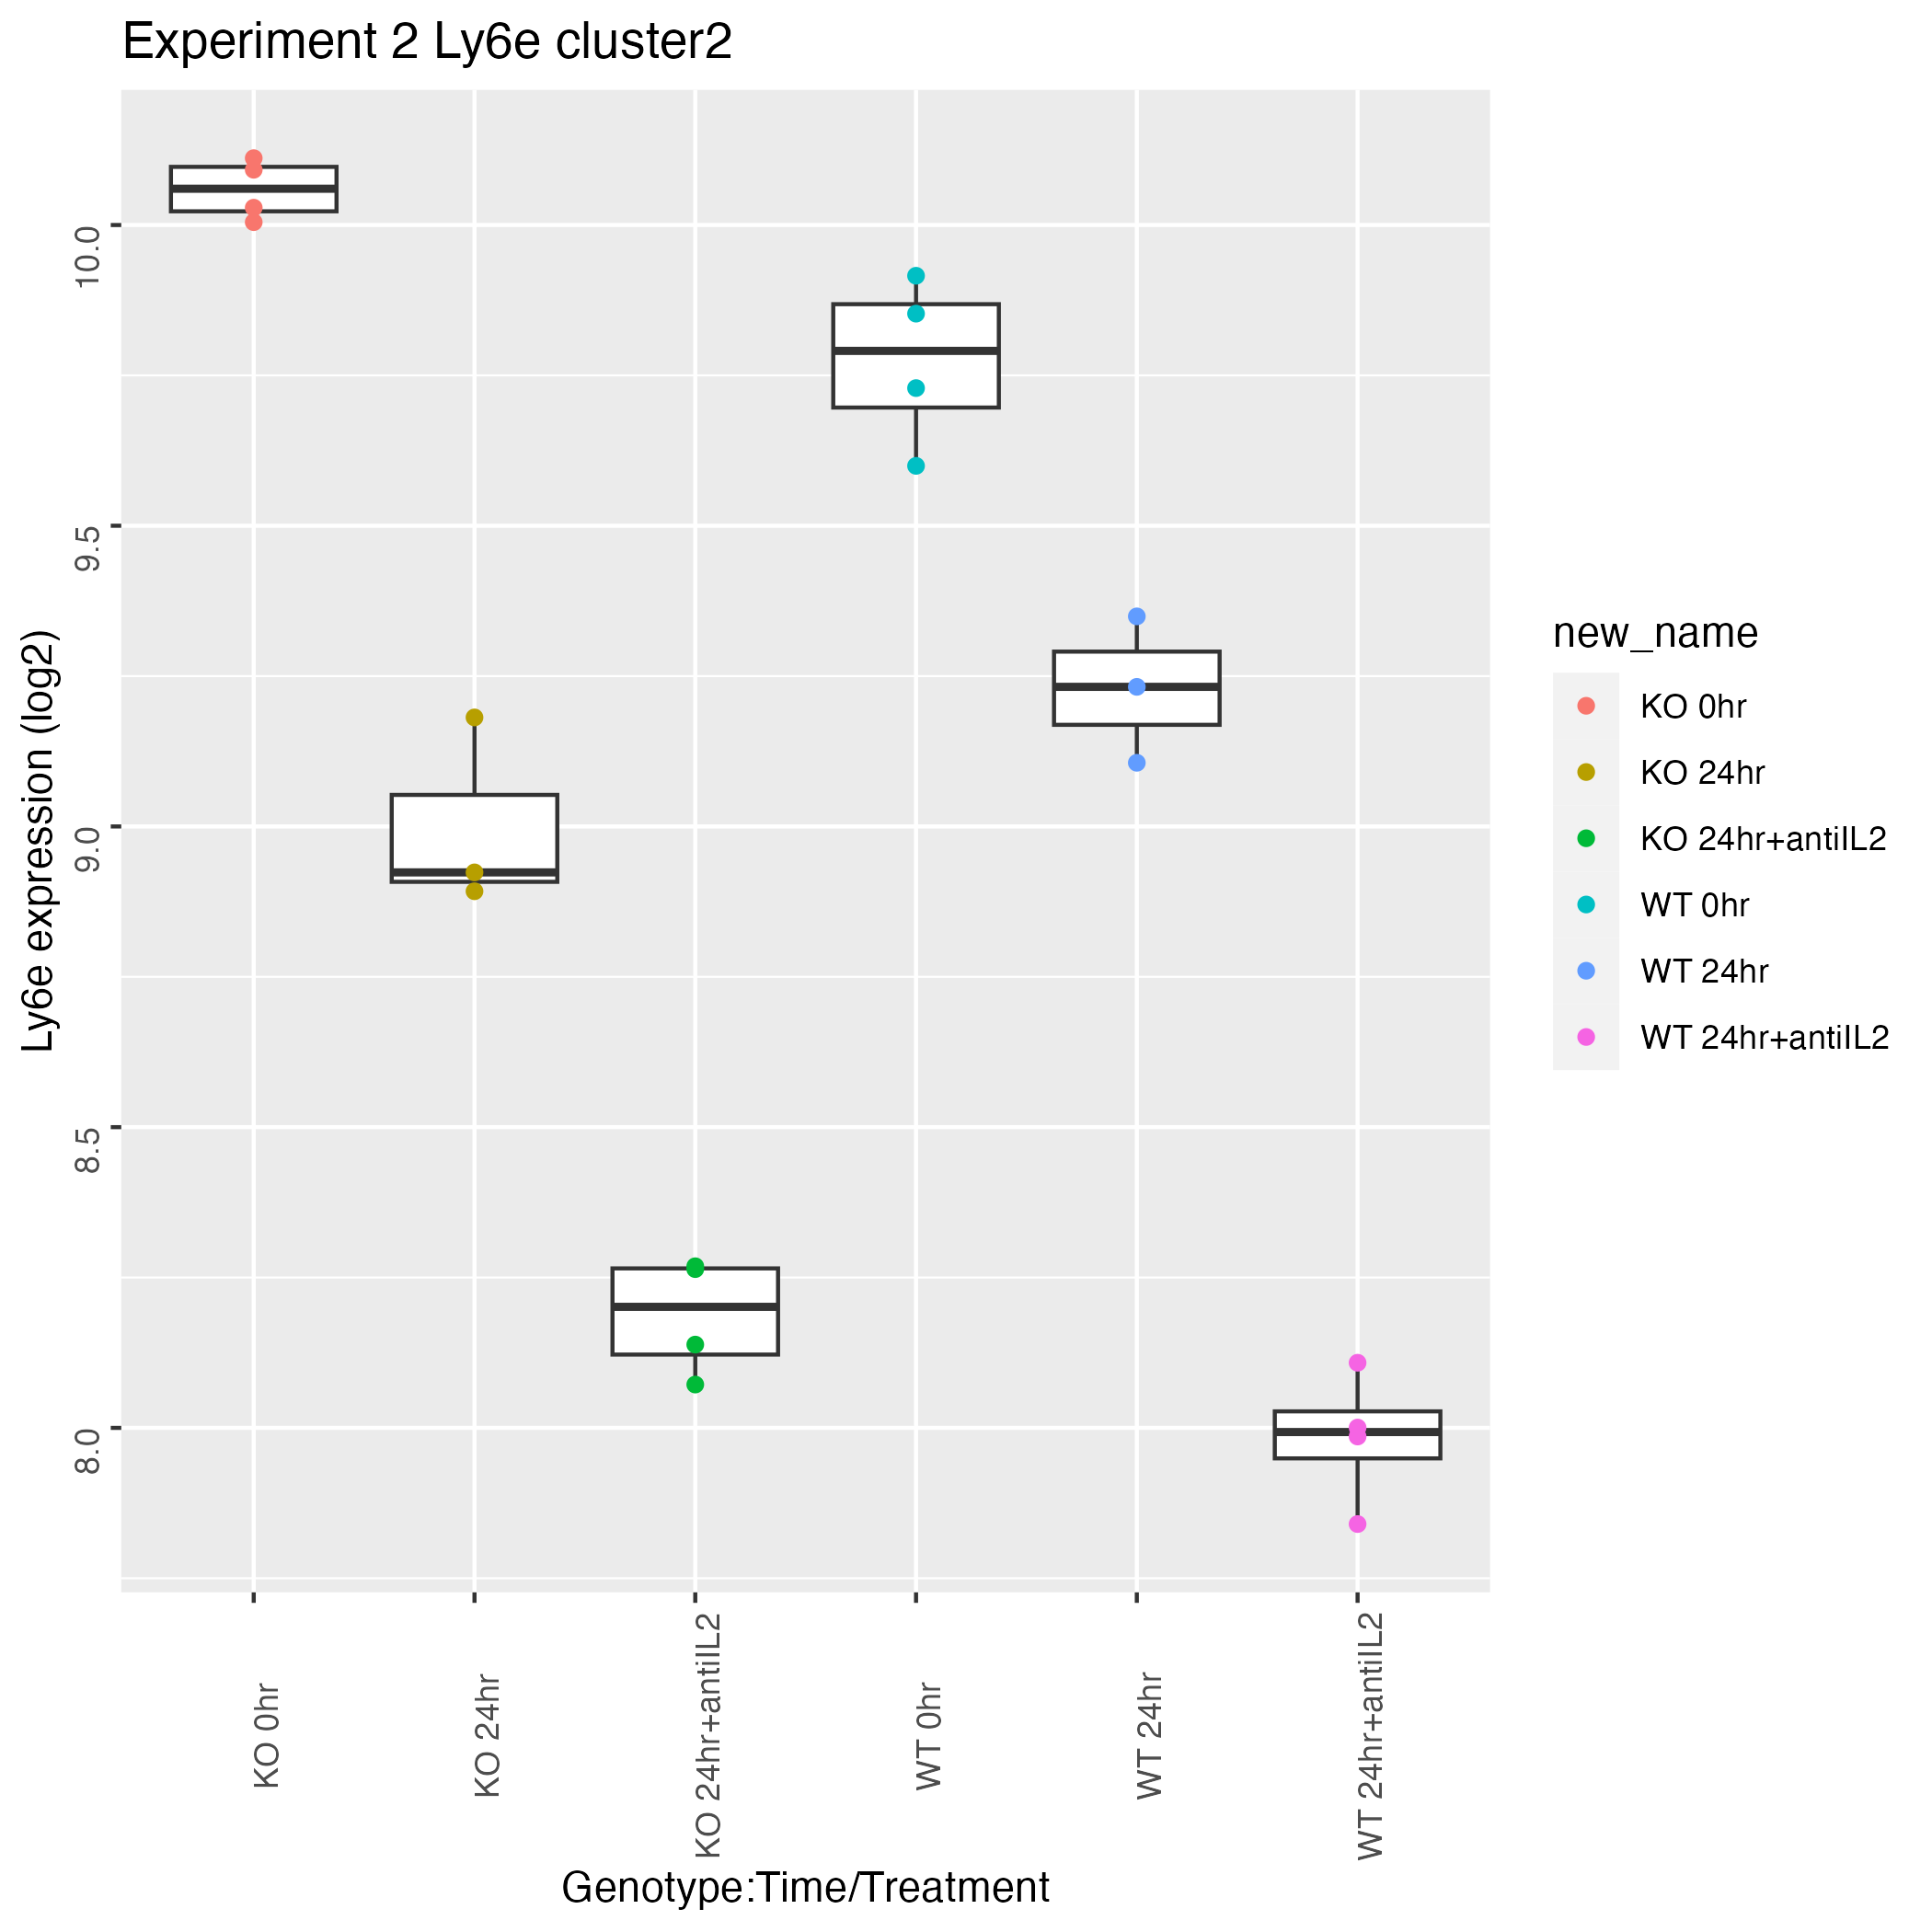 Experiment 2 Ly6e cluster2
Ly6e expression (log2)
10.0
9.5
9.0
8.5
8.0
KO 0hr
KO 24hr
KO 24hr+antiIL2
WT 0hr
WT 24hr
WT 24hr+antiIL2
Genotype:Time/Treatment
new_name
KO 0hr
KO 24hr
KO 24hr+antiIL2
WT 0hr
WT 24hr
WT 24hr+antiIL2